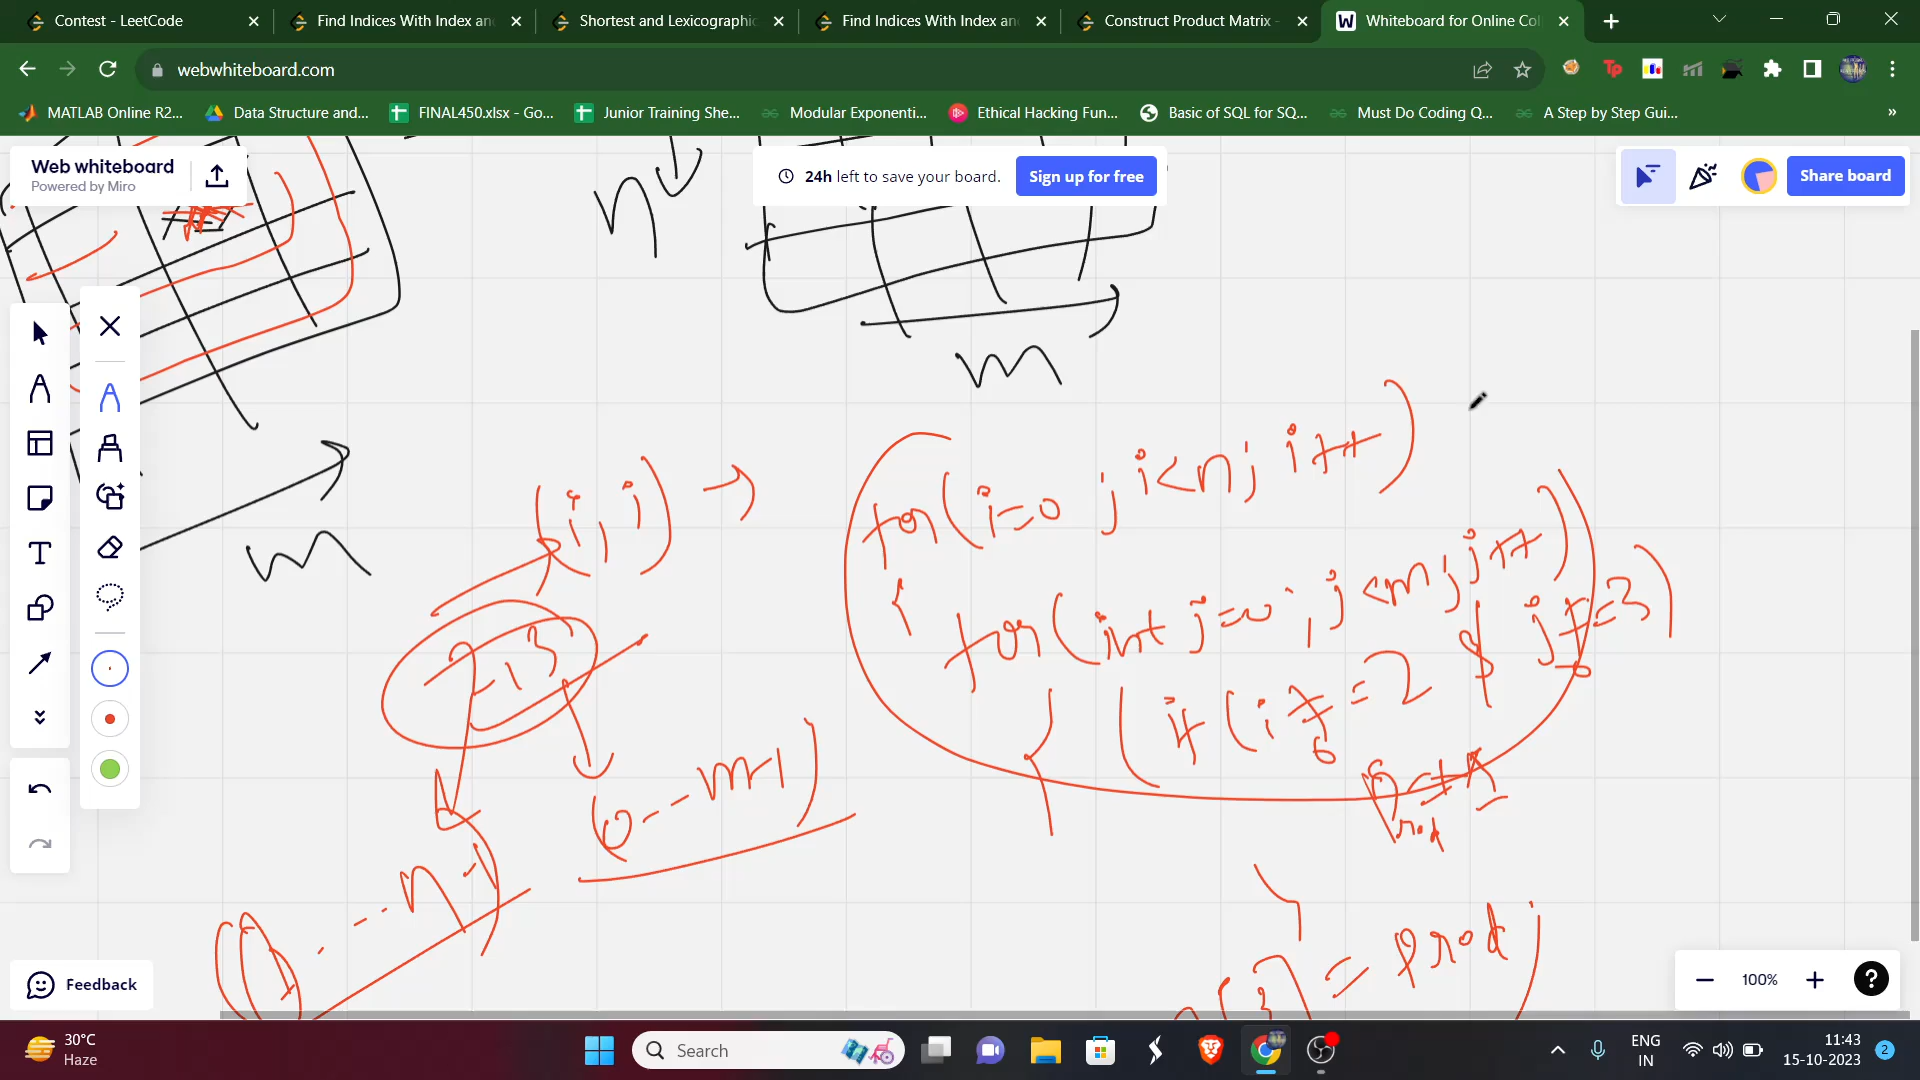 Contest - LeetCode
Find Indices With Index an
Shortest and Lexicographic
Find Indices With Index an
Construct Product Matrix -
Whiteboard for Online Col
webwhiteboard.com
MATLAB Online R2...
Data Structure and...
FINAL450.xlsx - Go...
Junior Training She...
Modular Exponenti...
Ethical Hacking Fun...
Basic of SQL for SQ...
Must Do Coding Q...
A Step by Step Gui...
Web whiteboard
Powered by Miro
24h left to save your board.
Sign up for free
Share board
n
m
m
(i, j) →
for(i=0 ; i<n; i++)
{
for(int j=0 ; j<m; j++)
2,3
{ if(i != 2 & j != 3)
(0 -- m-1)
prod
(0 ... n-1)
= prod;
Feedback
100%
30°C
Haze
Search
ENG
IN
11:43
15-10-2023
2